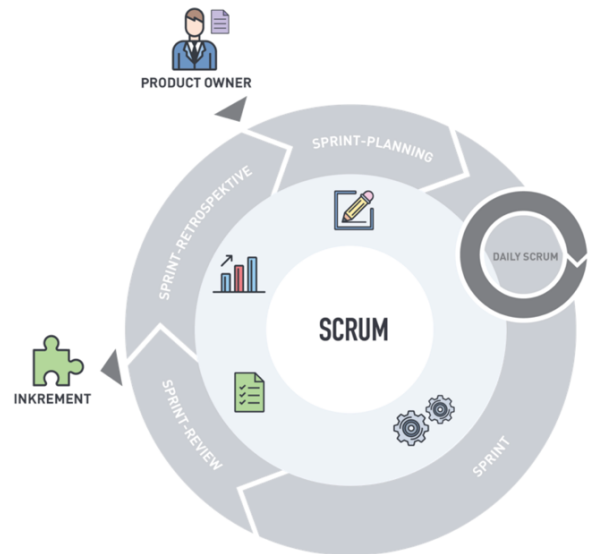 PRODUCT OWNER
SPRINT-PLANNING
DAILY SCRUM
SPRINT
SPRINT-REVIEW
INKREMENT
SPRINT-RETROSPEKTIVE
SCRUM